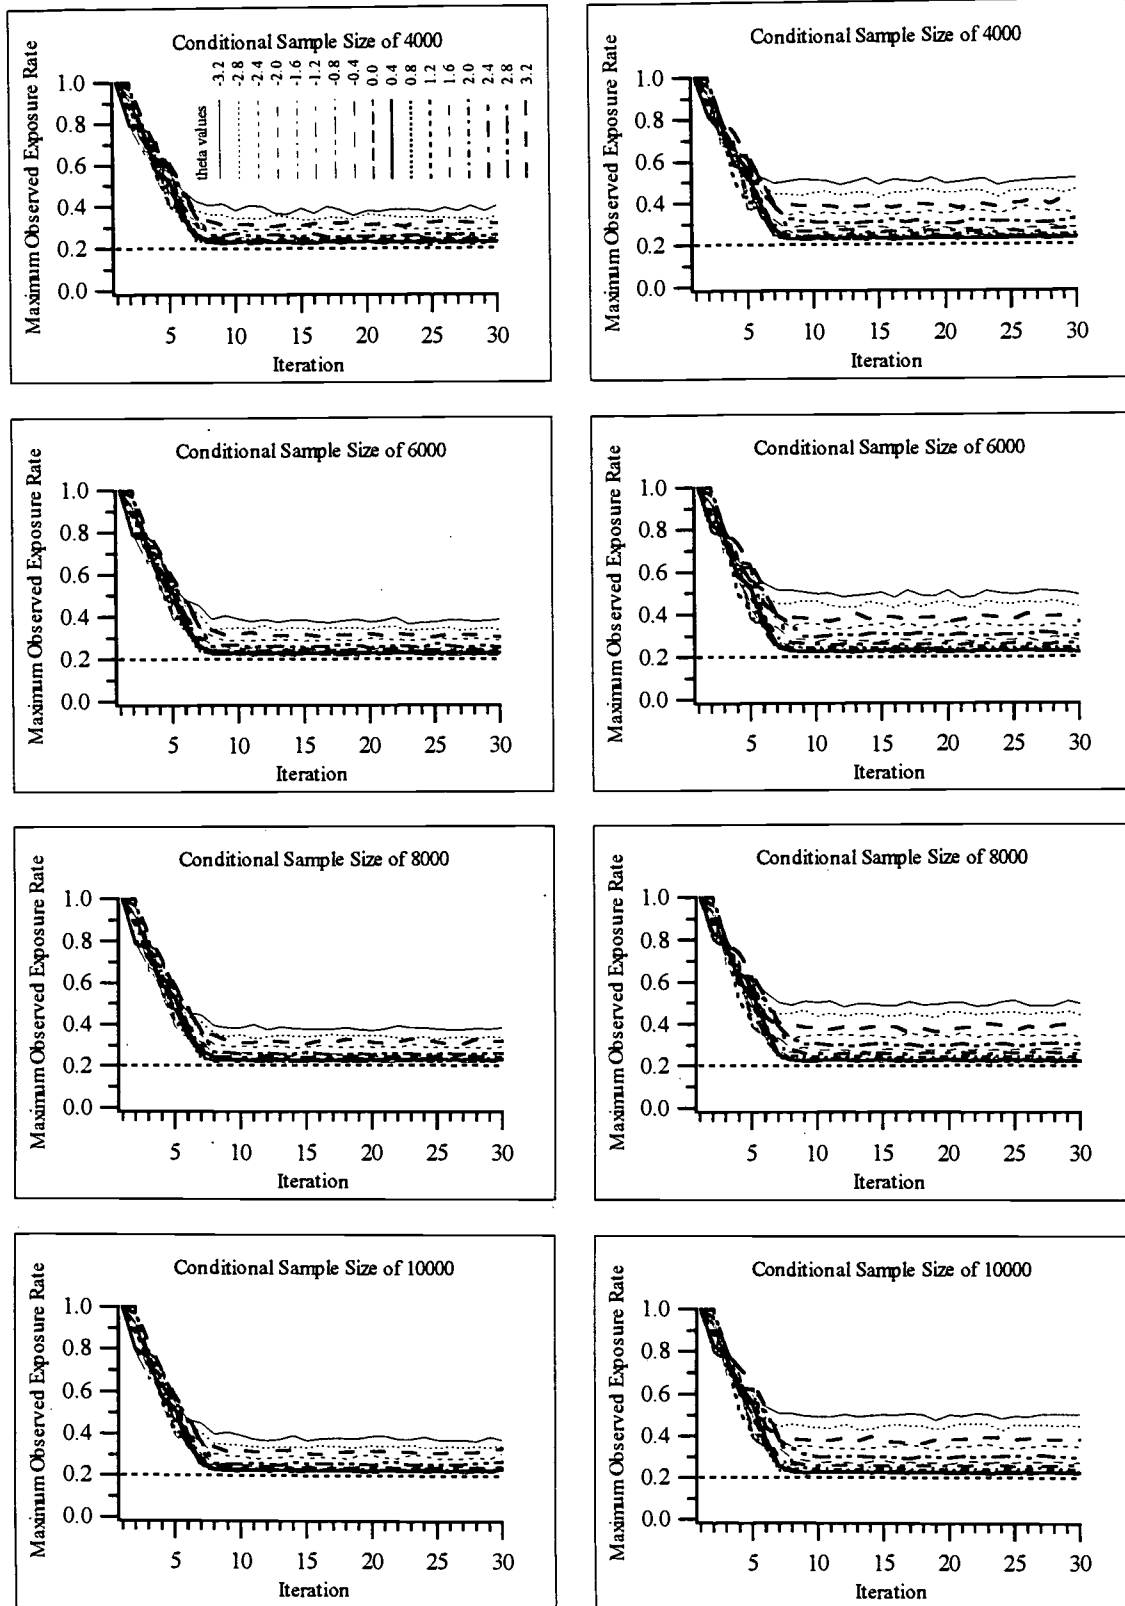 Conditional Sample Size of 4000
Maximum Observed Exposure Rate
1.0
0.8
0.6
0.4
0.2
0.0
theta values
-3.2
-2.8
-2.4
-2.0
-1.6
-1.2
-0.8
-0.4
0.0
0.4
0.8
1.2
1.6
2.0
2.4
2.8
3.2
5 10 15 20 25 30
Iteration
Conditional Sample Size of 4000
Maximum Observed Exposure Rate
1.0
0.8
0.6
0.4
0.2
0.0
5 10 15 20 25 30
Iteration
Conditional Sample Size of 6000
Maximum Observed Exposure Rate
1.0
0.8
0.6
0.4
0.2
0.0
5 10 15 20 25 30
Iteration
Conditional Sample Size of 6000
Maximum Observed Exposure Rate
1.0
0.8
0.6
0.4
0.2
0.0
5 10 15 20 25 30
Iteration
Conditional Sample Size of 8000
Maximum Observed Exposure Rate
1.0
0.8
0.6
0.4
0.2
0.0
5 10 15 20 25 30
Iteration
Conditional Sample Size of 8000
Maximum Observed Exposure Rate
1.0
0.8
0.6
0.4
0.2
0.0
5 10 15 20 25 30
Iteration
Conditional Sample Size of 10000
Maximum Observed Exposure Rate
1.0
0.8
0.6
0.4
0.2
0.0
5 10 15 20 25 30
Iteration
Conditional Sample Size of 10000
Maximum Observed Exposure Rate
1.0
0.8
0.6
0.4
0.2
0.0
5 10 15 20 25 30
Iteration